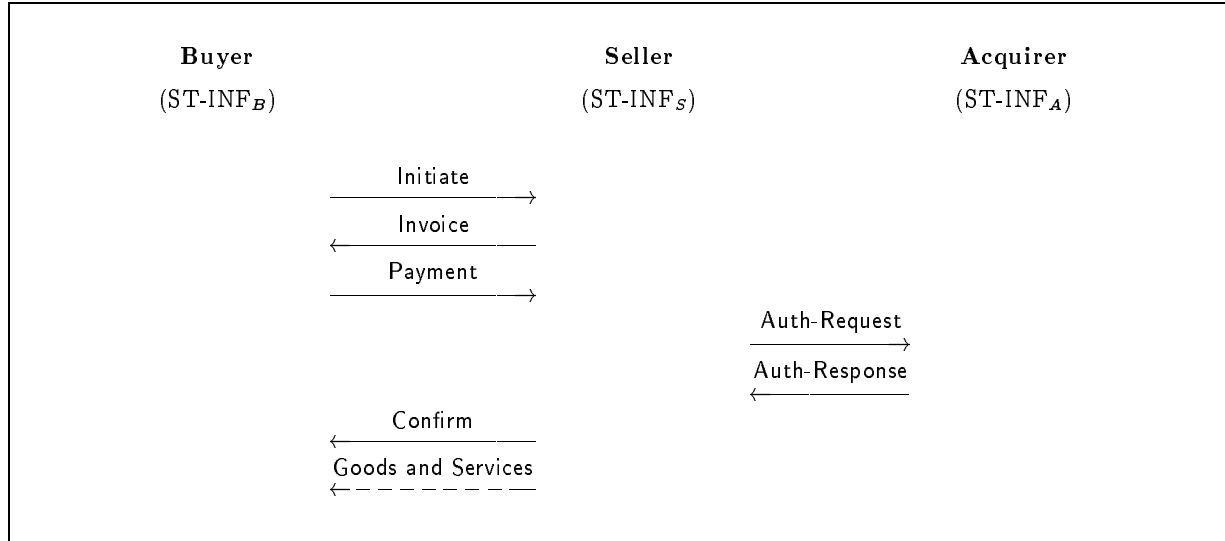 Buyer Seller Acquirer
(ST-INF_B) (ST-INF_S) (ST-INF_A)
Initiate
Invoice
Payment
Auth-Request
Auth-Response
Confirm
Goods and Services